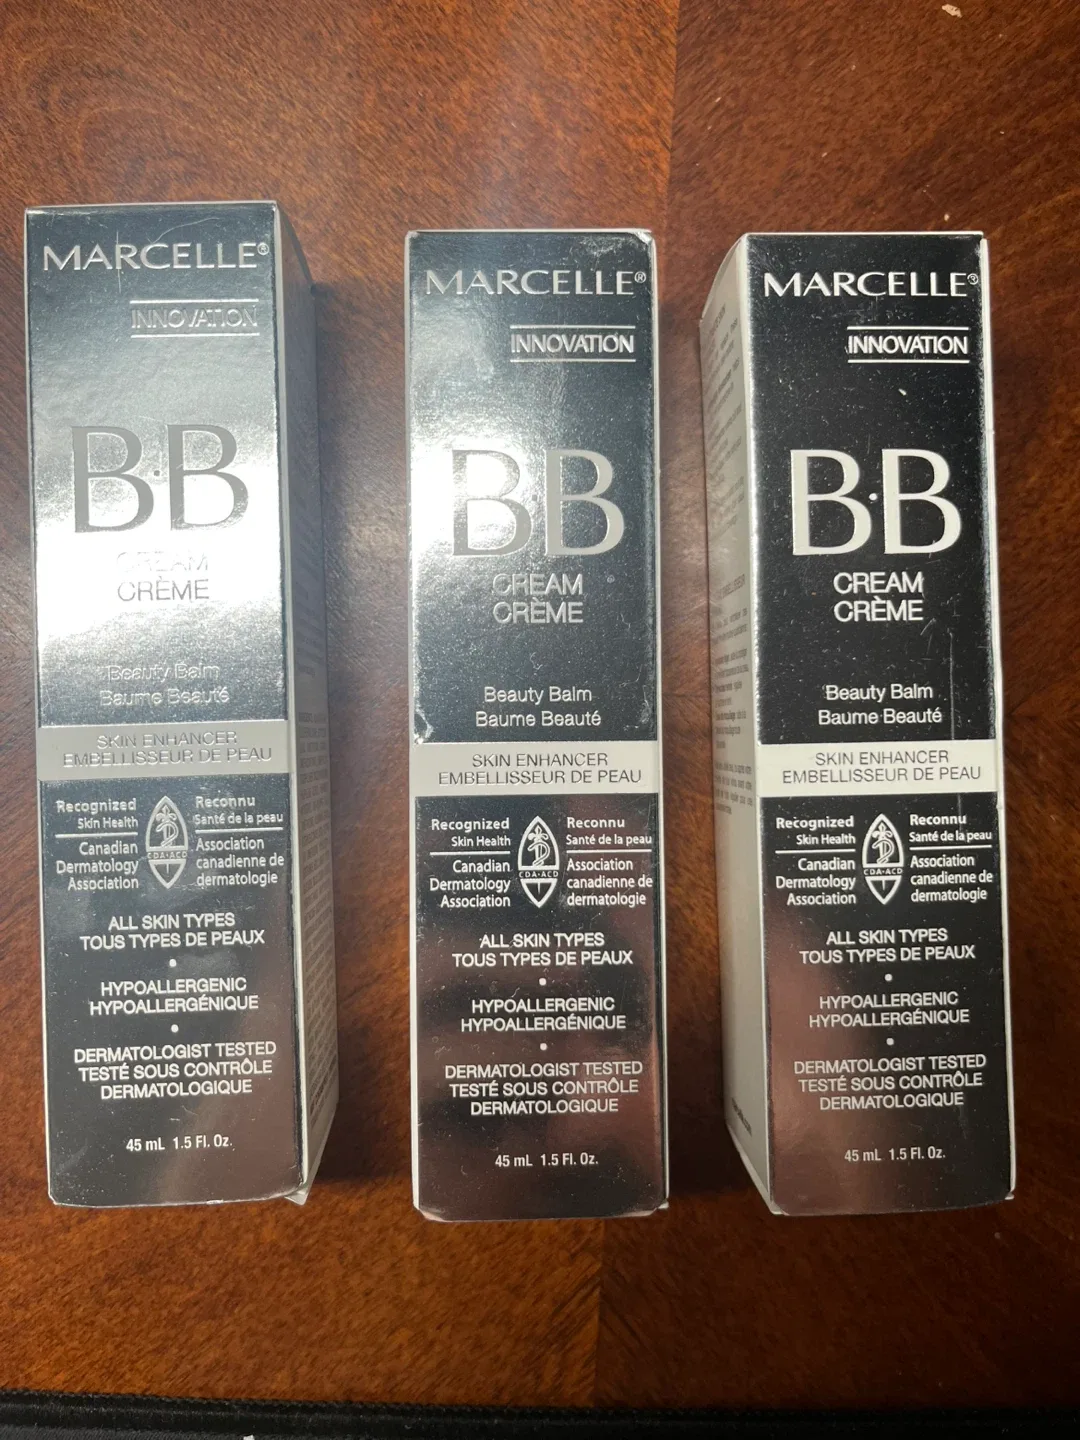 MARCELLE®
INNOVATION
B·B
CREAM
CRÈME
Beauty Balm
Baume Beauté
SKIN ENHANCER
EMBELLISSEUR DE PEAU
Recognized
Skin Health
Canadian
Dermatology
Association
CDA·ACD
Reconnu
Santé de la peau
Association
canadienne de
dermatologie
ALL SKIN TYPES
TOUS TYPES DE PEAUX
•
HYPOALLERGENIC
HYPOALLERGÉNIQUE
•
DERMATOLOGIST TESTED
TESTÉ SOUS CONTRÔLE
DERMATOLOGIQUE
45 mL 1.5 Fl. Oz.
MARCELLE®
INNOVATION
B·B
CREAM
CRÈME
Beauty Balm
Baume Beauté
SKIN ENHANCER
EMBELLISSEUR DE PEAU
Recognized
Skin Health
Canadian
Dermatology
Association
CDA·ACD
Reconnu
Santé de la peau
Association
canadienne de
dermatologie
ALL SKIN TYPES
TOUS TYPES DE PEAUX
•
HYPOALLERGENIC
HYPOALLERGÉNIQUE
•
DERMATOLOGIST TESTED
TESTÉ SOUS CONTRÔLE
DERMATOLOGIQUE
45 mL 1.5 Fl. Oz.
MARCELLE®
INNOVATION
B·B
CREAM
CRÈME
Beauty Balm
Baume Beauté
SKIN ENHANCER
EMBELLISSEUR DE PEAU
Recognized
Skin Health
Canadian
Dermatology
Association
CDA·ACD
Reconnu
Santé de la peau
Association
canadienne de
dermatologie
ALL SKIN TYPES
TOUS TYPES DE PEAUX
•
HYPOALLERGENIC
HYPOALLERGÉNIQUE
•
DERMATOLOGIST TESTED
TESTÉ SOUS CONTRÔLE
DERMATOLOGIQUE
45 mL 1.5 Fl. Oz.